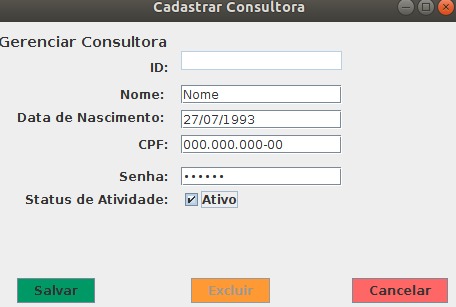 Cadastrar Consultora
Gerenciar Consultora
ID:
Nome: Nome
Data de Nascimento: 27/07/1993
CPF: 000.000.000-00
Senha: ••••••
Status de Atividade: Ativo
Salvar Excluir Cancelar